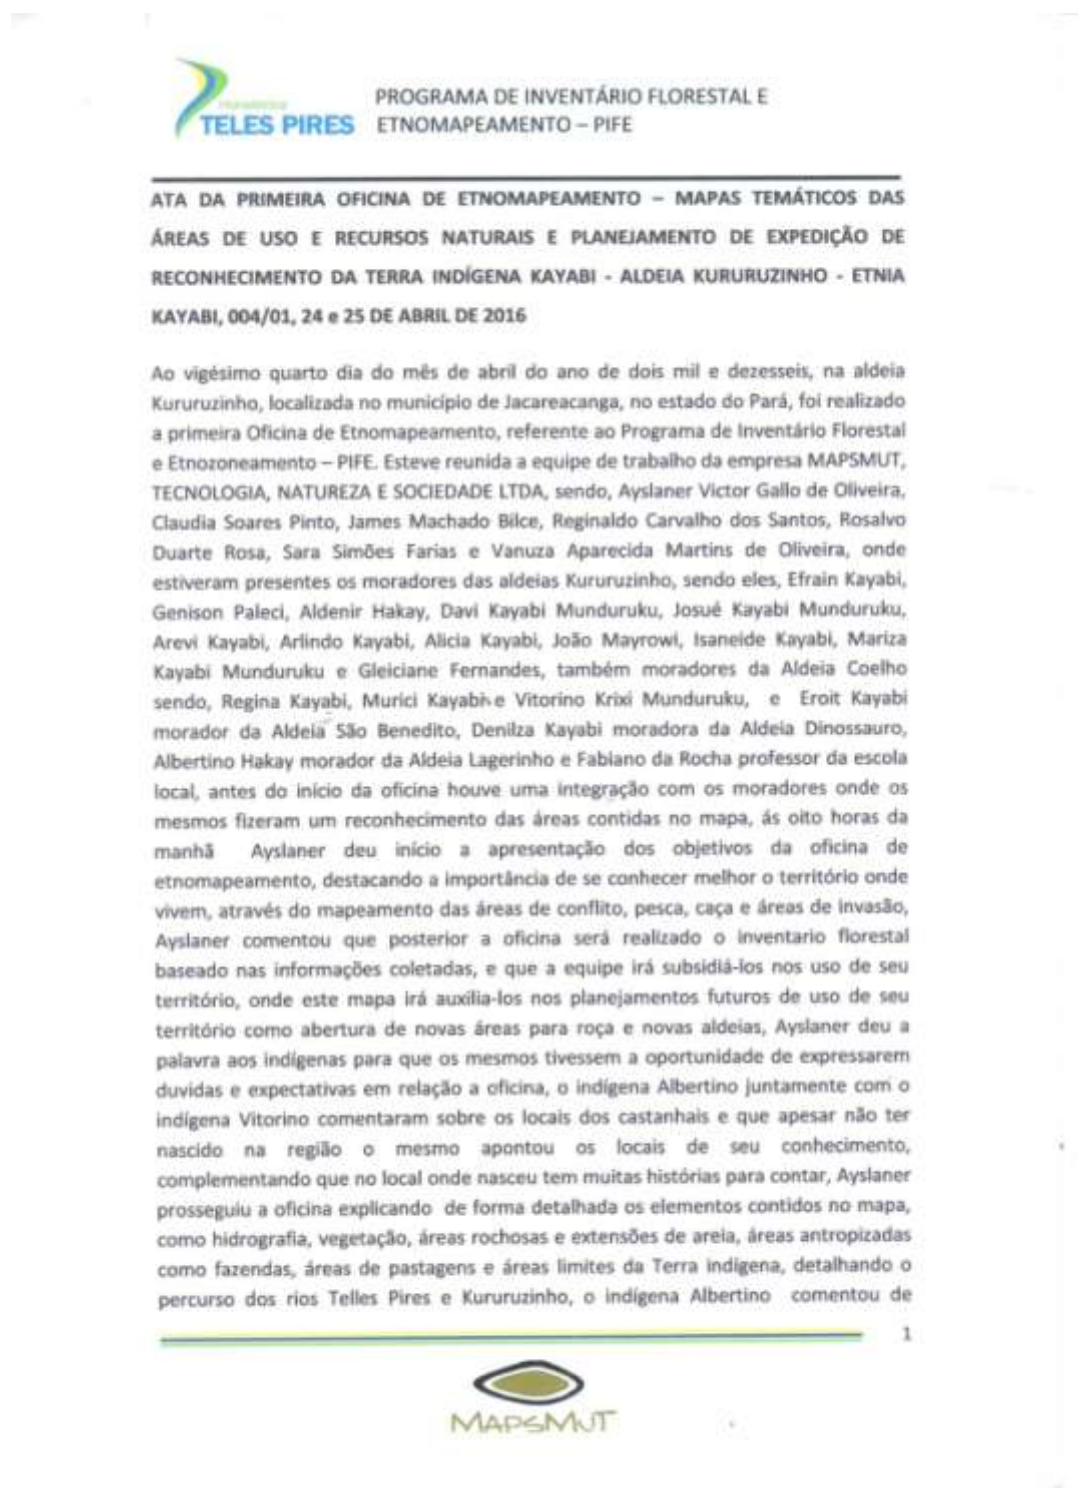 TELES PIRES
PROGRAMA DE INVENTÁRIO FLORESTAL E
ETNOMAPEAMENTO – PIFE
ATA DA PRIMEIRA OFICINA DE ETNOMAPEAMENTO – MAPAS TEMÁTICOS DAS
ÁREAS DE USO E RECURSOS NATURAIS E PLANEJAMENTO DE EXPEDIÇÃO DE
RECONHECIMENTO DA TERRA INDÍGENA KAYABI - ALDEIA KURURUZINHO - ETNIA
KAYABI, 004/01, 24 e 25 DE ABRIL DE 2016
Ao vigésimo quarto dia do mês de abril do ano de dois mil e dezesseis, na aldeia
Kururuzinho, localizada no município de Jacareacanga, no estado do Pará, foi realizado
a primeira Oficina de Etnomapeamento, referente ao Programa de Inventário Florestal
e Etnozoneamento – PIFE. Esteve reunida a equipe de trabalho da empresa MAPSMUT,
TECNOLOGIA, NATUREZA E SOCIEDADE LTDA, sendo, Ayslaner Victor Gallo de Oliveira,
Claudia Soares Pinto, James Machado Bilce, Reginaldo Carvalho dos Santos, Rosalvo
Duarte Rosa, Sara Simões Farias e Vanuza Aparecida Martins de Oliveira, onde
estiveram presentes os moradores das aldeias Kururuzinho, sendo eles, Efrain Kayabi,
Genison Paleci, Aldenir Hakay, Davi Kayabi Munduruku, Josué Kayabi Munduruku,
Arevi Kayabi, Arlindo Kayabi, Alicia Kayabi, João Mayrowi, Isaneide Kayabi, Mariza
Kayabi Munduruku e Gleiciane Fernandes, também moradores da Aldeia Coelho
sendo, Regina Kayabi, Murici Kayabi e Vitorino Krixi Munduruku, e Eroit Kayabi
morador da Aldeia São Benedito, Denilza Kayabi moradora da Aldeia Dinossauro,
Albertino Hakay morador da Aldeia Lagerinho e Fabiano da Rocha professor da escola
local, antes do início da oficina houve uma integração com os moradores onde os
mesmos fizeram um reconhecimento das áreas contidas no mapa, ás oito horas da
manhã Ayslaner deu início a apresentação dos objetivos da oficina de
etnomapeamento, destacando a importância de se conhecer melhor o território onde
vivem, através do mapeamento das áreas de conflito, pesca, caça e áreas de invasão,
Ayslaner comentou que posterior a oficina será realizado o inventario florestal
baseado nas informações coletadas, e que a equipe irá subsidiá-los nos uso de seu
território, onde este mapa irá auxilia-los nos planejamentos futuros de uso de seu
território como abertura de novas áreas para roça e novas aldeias, Ayslaner deu a
palavra aos indígenas para que os mesmos tivessem a oportunidade de expressarem
duvidas e expectativas em relação a oficina, o indígena Albertino juntamente com o
indígena Vitorino comentaram sobre os locais dos castanhais e que apesar não ter
nascido na região o mesmo apontou os locais de seu conhecimento,
complementando que no local onde nasceu tem muitas histórias para contar, Ayslaner
prosseguiu a oficina explicando de forma detalhada os elementos contidos no mapa,
como hidrografia, vegetação, áreas rochosas e extensões de areia, áreas antropizadas
como fazendas, áreas de pastagens e áreas limites da Terra indígena, detalhando o
percurso dos rios Telles Pires e Kururuzinho, o indígena Albertino comentou de
1
MAPSMUT